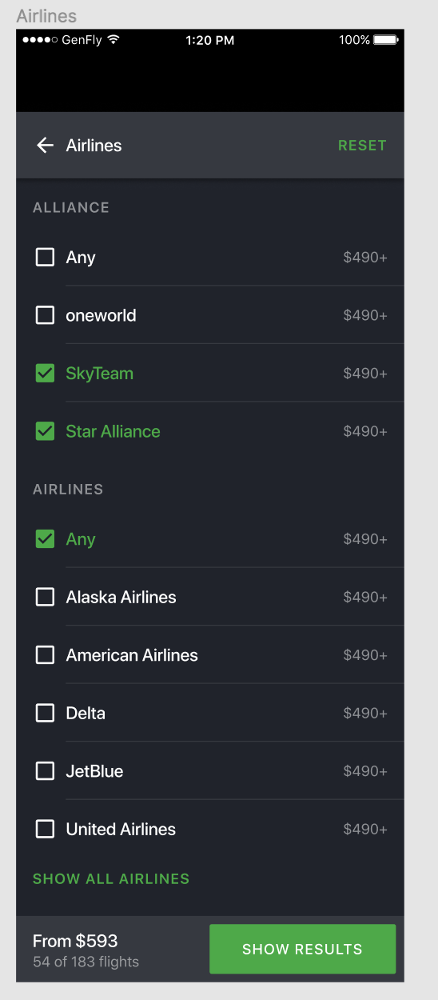 Airlines
GenFly 1:20 PM 100%
Airlines RESET
ALLIANCE
Any $490+
oneworld $490+
SkyTeam $490+
Star Alliance $490+
AIRLINES
Any $490+
Alaska Airlines $490+
American Airlines $490+
Delta $490+
JetBlue $490+
United Airlines $490+
SHOW ALL AIRLINES
From $593
54 of 183 flights
SHOW RESULTS